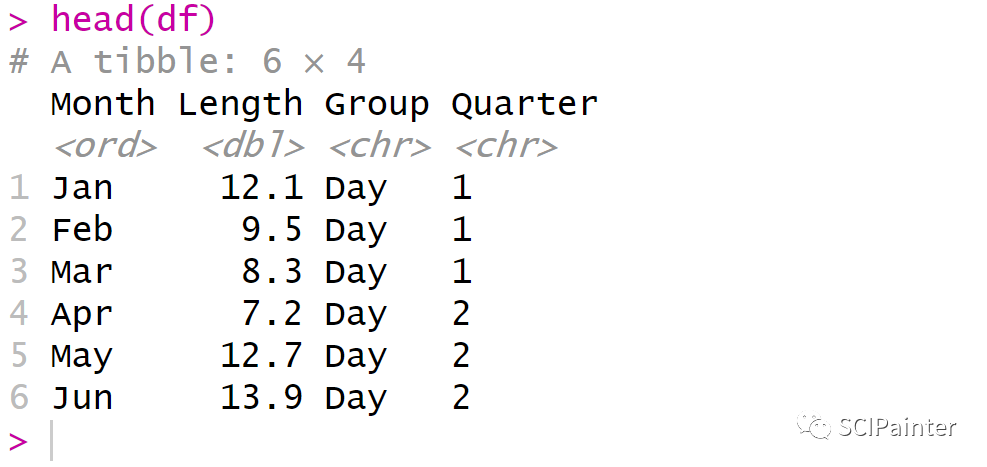 > head(df)
# A tibble: 6 × 4
Month Length Group Quarter
<ord> <dbl> <chr> <chr>
1 Jan 12.1 Day 1
2 Feb 9.5 Day 1
3 Mar 8.3 Day 1
4 Apr 7.2 Day 2
5 May 12.7 Day 2
6 Jun 13.9 Day 2
>
SCIPainter